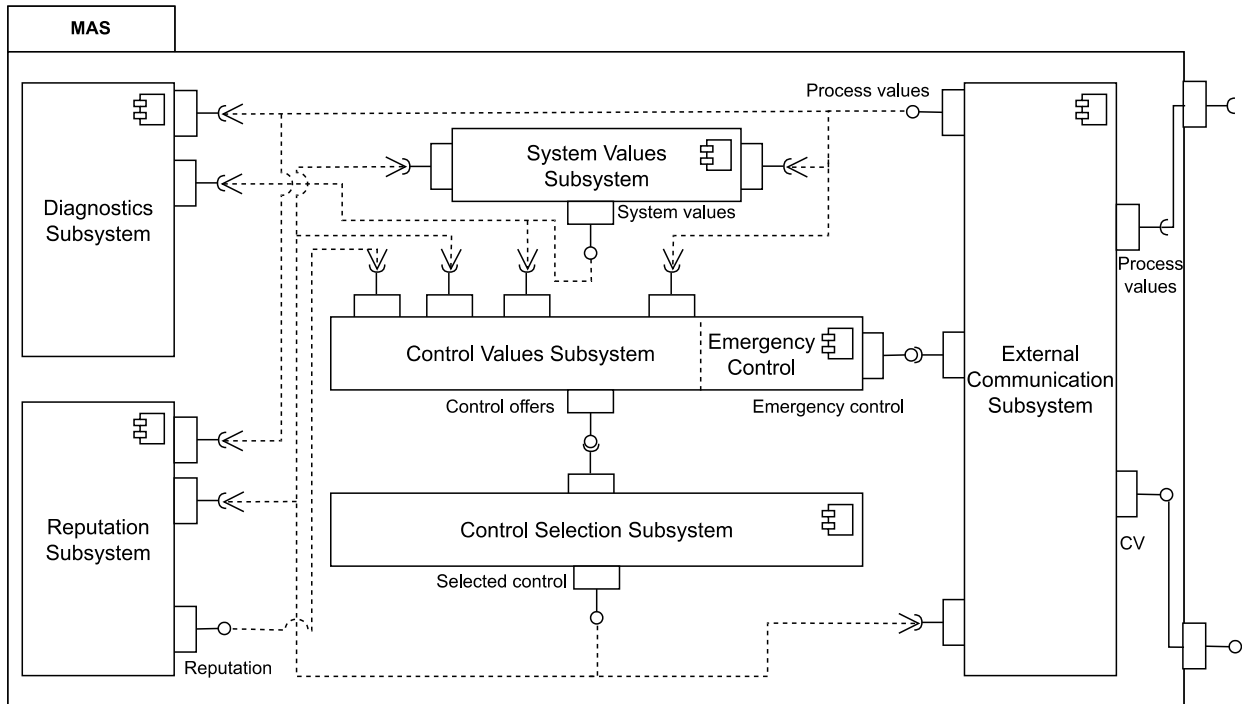 MAS
Process values
System Values
Subsystem
Diagnostics
Subsystem
System values
Process
values
Control Values Subsystem
Emergency
Control
External
Communication
Subsystem
Control offers
Emergency control
Reputation
Subsystem
Control Selection Subsystem
CV
Selected control
Reputation